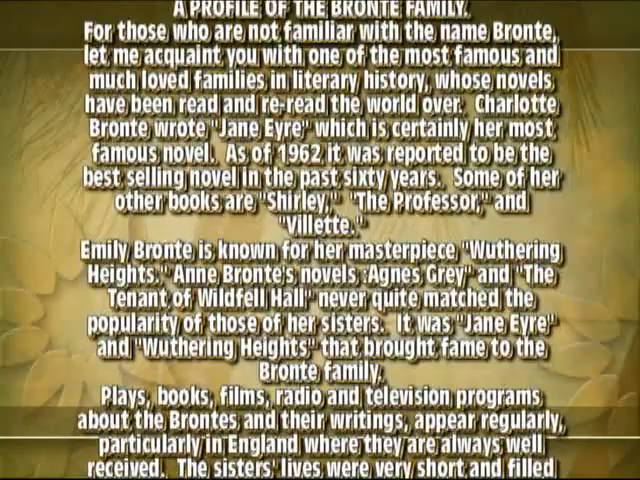 A PROFILE OF THE BRONTE FAMILY.
For those who are not familiar with the name Bronte,
let me acquaint you with one of the most famous and
much loved families in literary history, whose novels
have been read and re-read the world over.  Charlotte
Bronte wrote "Jane Eyre" which is certainly her most
famous novel.  As of 1962 it was reported to be the
best selling novel in the past sixty years.  Some of her
other books are "Shirley,"  "The Professor," and
"Villette."
Emily Bronte is known for her masterpiece "Wuthering
Heights." Anne Bronte's novels :Agnes Grey" and "The
Tenant of Wildfell Hall" never quite matched the
popularity of those of her sisters.  It was "Jane Eyre"
and "Wuthering Heights" that brought fame to the
Bronte family.
Plays, books, films, radio and television programs
about the Brontes and their writings, appear regularly,
particularly in England where they are always well
received.  The sisters' lives were very short and filled